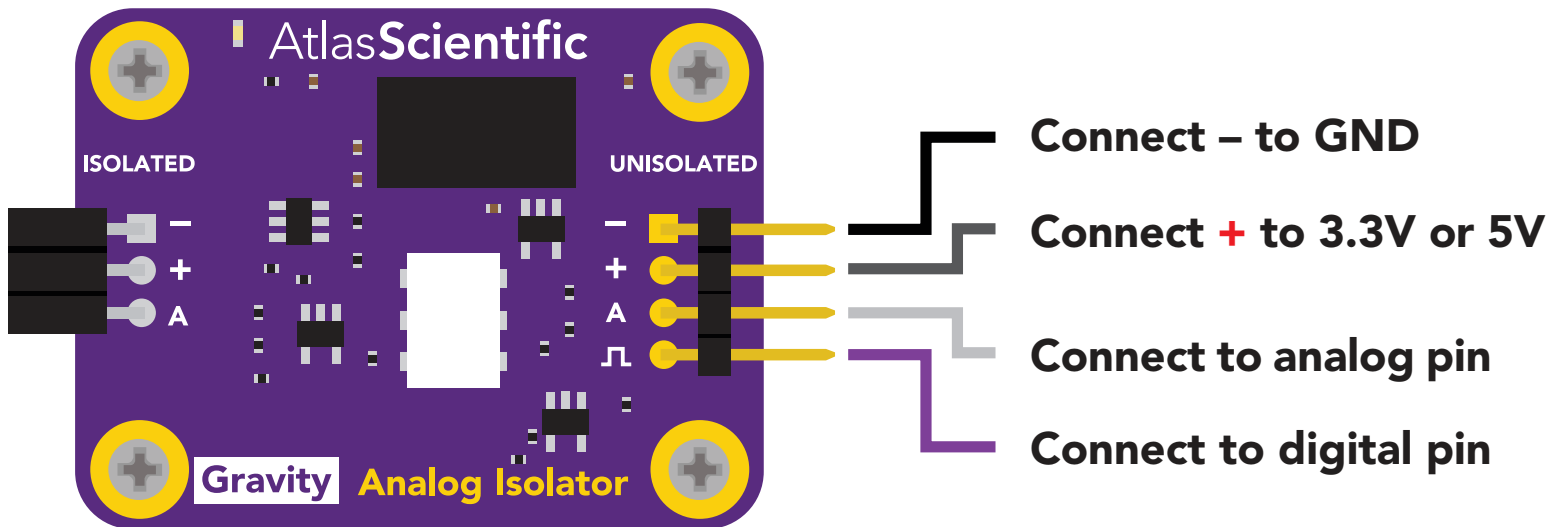 AtlasScientific
ISOLATED
UNISOLATED
−
+
A
−
+
A
Connect – to GND
Connect + to 3.3V or 5V
Connect to analog pin
Connect to digital pin
Gravity Analog Isolator